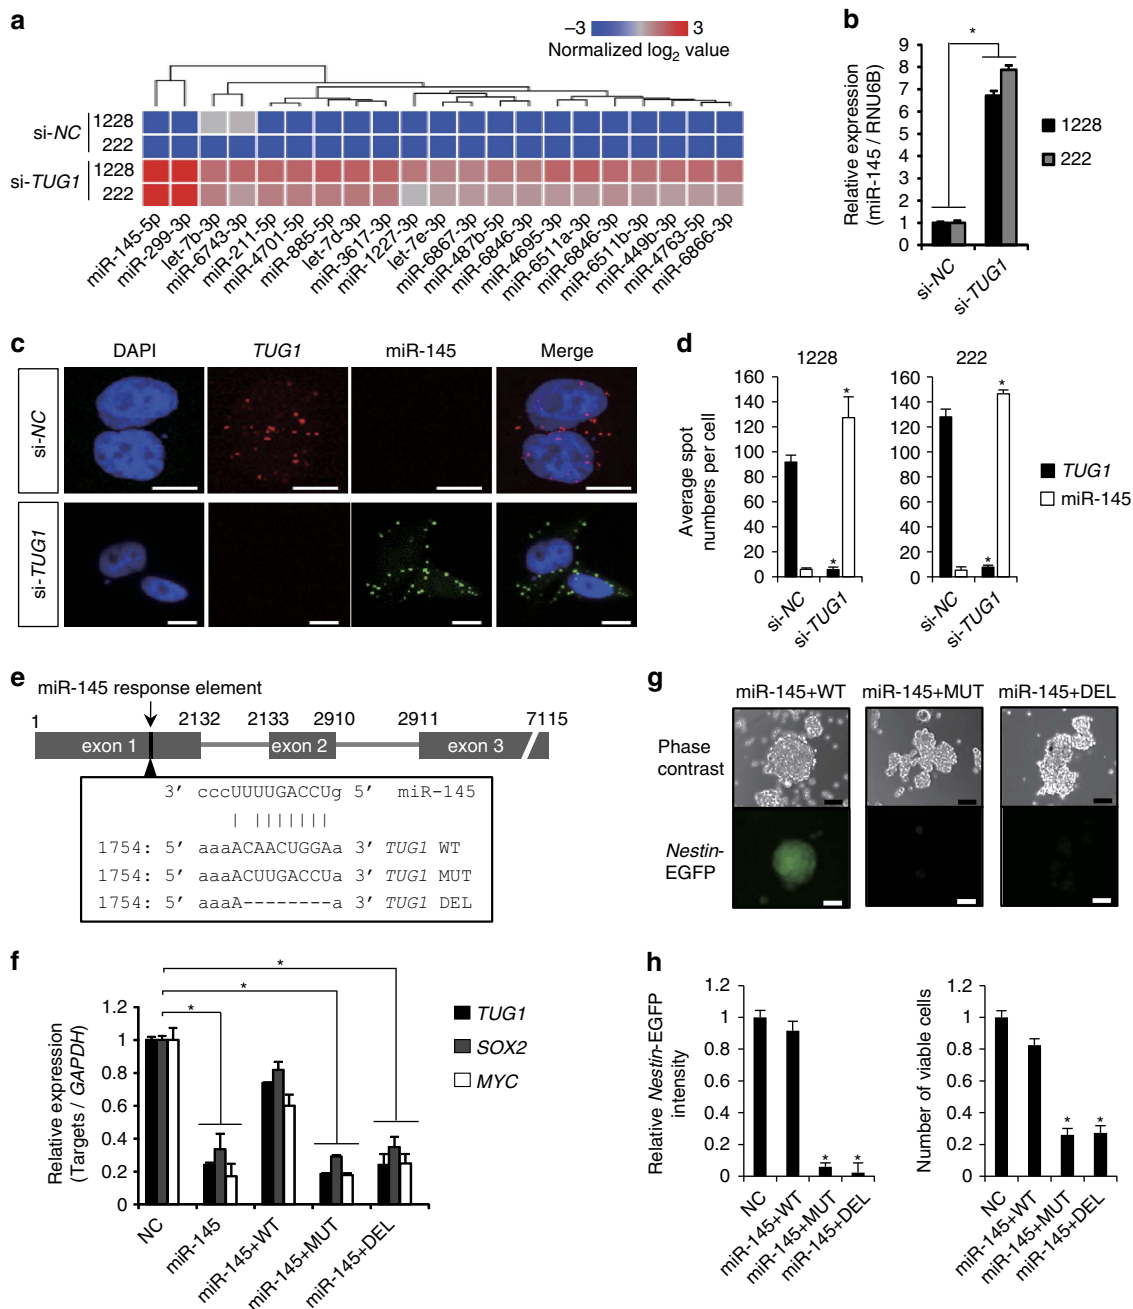 a
−3 3
Normalized log2 value
si-NC
1228
222
si-TUG1
1228
222
miR-145-5p
miR-299-3p
let-7b-3p
miR-6743-3p
miR-211-5p
miR-4701-5p
miR-885-5p
let-7d-3p
miR-3617-3p
miR-1227-3p
let-7e-3p
miR-6867-3p
miR-487b-5p
miR-6846-3p
miR-4695-3p
miR-6511a-3p
miR-6846-3p
miR-6511b-3p
miR-449b-3p
miR-4763-5p
miR-6866-3p
b
Relative expression
(miR-145 / RNU6B)
9
8
7
6
5
4
3
2
1
0
*
si-NC
si-TUG1
1228
222
c
DAPI TUG1 miR-145 Merge
si-NC
si-TUG1
d
1228
Average spot
numbers per cell
160
140
120
100
80
60
40
20
0
*
*
si-NC
si-TUG1
222
160
140
120
100
80
60
40
20
0
*
*
si-NC
si-TUG1
TUG1
miR-145
e
miR-145 response element
1 2132 2133 2910 2911 7115
exon 1 exon 2 exon 3
3′ cccUUUUGACCUg 5′ miR-145
| |||||||
1754: 5′ aaaACAACUGGAa 3′ TUG1 WT
1754: 5′ aaaACUUGACCUa 3′ TUG1 MUT
1754: 5′ aaaA--------a 3′ TUG1 DEL
g
miR-145+WT miR-145+MUT miR-145+DEL
Phase
contrast
Nestin-
EGFP
f
Relative expression
(Targets / GAPDH)
1.2
1
0.8
0.6
0.4
0.2
0
*
*
*
NC
miR-145
miR-145+WT
miR-145+MUT
miR-145+DEL
TUG1
SOX2
MYC
h
Relative Nestin-EGFP
intensity
1.2
1
0.8
0.6
0.4
0.2
0
* *
NC
miR-145+WT
miR-145+MUT
miR-145+DEL
Number of viable cells
1.2
1
0.8
0.6
0.4
0.2
0
* *
NC
miR-145+WT
miR-145+MUT
miR-145+DEL